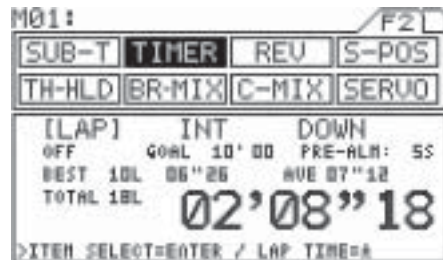 M01: F2
SUB-T TIMER REV S-POS
TH-HLD BR-MIX C-MIX SERVO
[LAP] INT DOWN
OFF GOAL 10'00 PRE-ALM: 5S
BEST 10L 06"26 AVE 07"12
TOTAL 18L 02'08"18
>ITEM SELECT=ENTER / LAP TIME=A